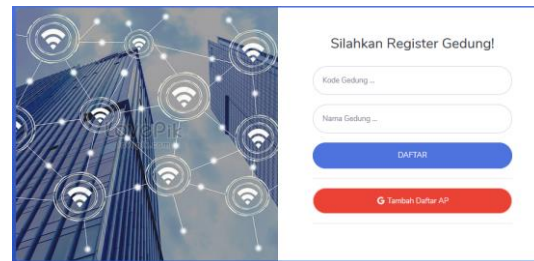 Silahkan Register Gedung!
Kode Gedung ...
Nama Gedung ...
DAFTAR
G Tambah Daftar AP